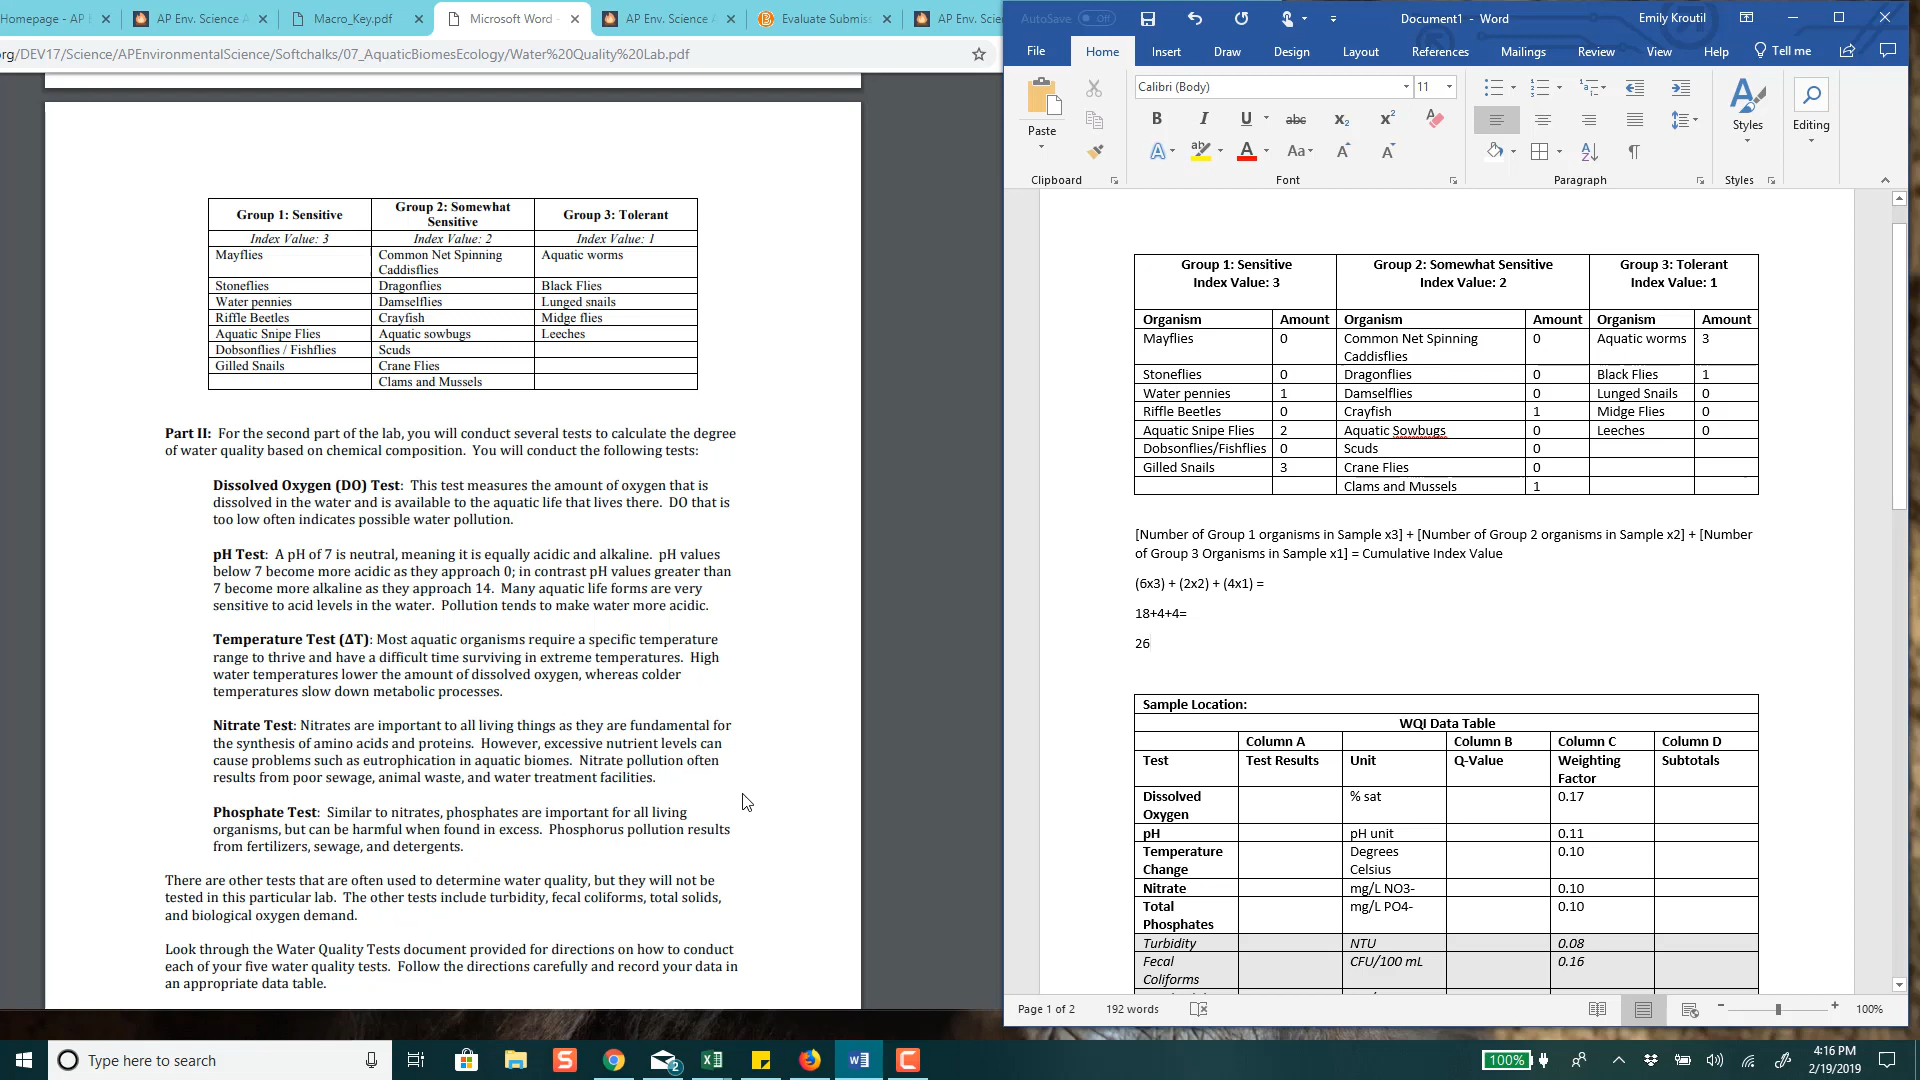 Homepage - AP
AP Env. Science
Macro_Key.pdf
Microsoft Word -
AP Env. Science
Evaluate Submiss
AP Env. Scien
rg/DEV17/Science/APEnvironmentalScience/Softchalks/07_AquaticBiomesEcology/Water%20Quality%20Lab.pdf
Group 1: Sensitive
Group 2: Somewhat
Sensitive
Group 3: Tolerant
Index Value: 3
Index Value: 2
Index Value: 1
Mayflies
Common Net Spinning
Caddisflies
Aquatic worms
Stoneflies
Dragonflies
Black Flies
Water pennies
Damselflies
Lunged snails
Riffle Beetles
Crayfish
Midge flies
Aquatic Snipe Flies
Aquatic sowbugs
Leeches
Dobsonflies / Fishflies
Scuds
Gilled Snails
Crane Flies
Clams and Mussels
Part II: For the second part of the lab, you will conduct several tests to calculate the degree
of water quality based on chemical composition. You will conduct the following tests:
Dissolved Oxygen (DO) Test: This test measures the amount of oxygen that is
dissolved in the water and is available to the aquatic life that lives there. DO that is
too low often indicates possible water pollution.
pH Test: A pH of 7 is neutral, meaning it is equally acidic and alkaline. pH values
below 7 become more acidic as they approach 0; in contrast pH values greater than
7 become more alkaline as they approach 14. Many aquatic life forms are very
sensitive to acid levels in the water. Pollution tends to make water more acidic.
Temperature Test (ΔT): Most aquatic organisms require a specific temperature
range to thrive and have a difficult time surviving in extreme temperatures. High
water temperatures lower the amount of dissolved oxygen, whereas colder
temperatures slow down metabolic processes.
Nitrate Test: Nitrates are important to all living things as they are fundamental for
the synthesis of amino acids and proteins. However, excessive nutrient levels can
cause problems such as eutrophication in aquatic biomes. Nitrate pollution often
results from poor sewage, animal waste, and water treatment facilities.
Phosphate Test: Similar to nitrates, phosphates are important for all living
organisms, but can be harmful when found in excess. Phosphorus pollution results
from fertilizers, sewage, and detergents.
There are other tests that are often used to determine water quality, but they will not be
tested in this particular lab. The other tests include turbidity, fecal coliforms, total solids,
and biological oxygen demand.
Look through the Water Quality Tests document provided for directions on how to conduct
each of your five water quality tests. Follow the directions carefully and record your data in
an appropriate data table.
AutoSave Off
Document1 - Word
Emily Kroutil
File Home Insert Draw Design Layout References Mailings Review View Help Tell me
Calibri (Body) 11
Paste
Styles
Editing
Clipboard Font Paragraph Styles
Group 1: Sensitive
Index Value: 3
Group 2: Somewhat Sensitive
Index Value: 2
Group 3: Tolerant
Index Value: 1
Organism Amount Organism Amount Organism Amount
Mayflies 0 Common Net Spinning 0 Aquatic worms 3
Caddisflies
Stoneflies 0 Dragonflies 0 Black Flies 1
Water pennies 1 Damselflies 0 Lunged Snails 0
Riffle Beetles 0 Crayfish 1 Midge Flies 0
Aquatic Snipe Flies 2 Aquatic Sowbugs 0 Leeches 0
Dobsonflies/Fishflies 0 Scuds 0
Gilled Snails 3 Crane Flies 0
Clams and Mussels 1
[Number of Group 1 organisms in Sample x3] + [Number of Group 2 organisms in Sample x2] + [Number
of Group 3 Organisms in Sample x1] = Cumulative Index Value
(6x3) + (2x2) + (4x1) =
18+4+4=
26
Sample Location:
WQI Data Table
Column A Column B Column C Column D
Test Test Results Unit Q-Value Weighting Subtotals
Factor
Dissolved % sat 0.17
Oxygen
pH pH unit 0.11
Temperature Degrees 0.10
Change Celsius
Nitrate mg/L NO3- 0.10
Total mg/L PO4- 0.10
Phosphates
Turbidity NTU 0.08
Fecal CFU/100 mL 0.16
Coliforms
Page 1 of 2 192 words 100%
Type here to search
2
100%
4:16 PM
2/19/2019